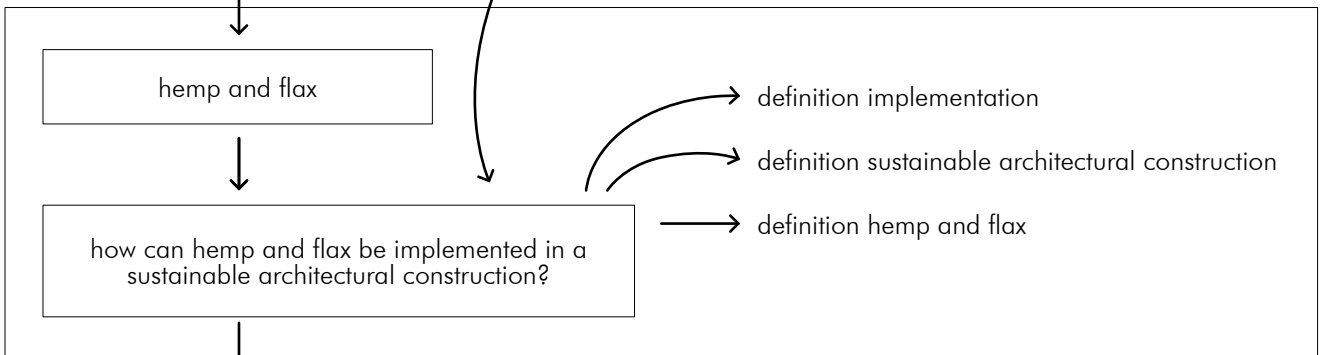 hemp and flax
definition implementation
definition sustainable architectural construction
definition hemp and flax
how can hemp and flax be implemented in a
sustainable architectural construction?